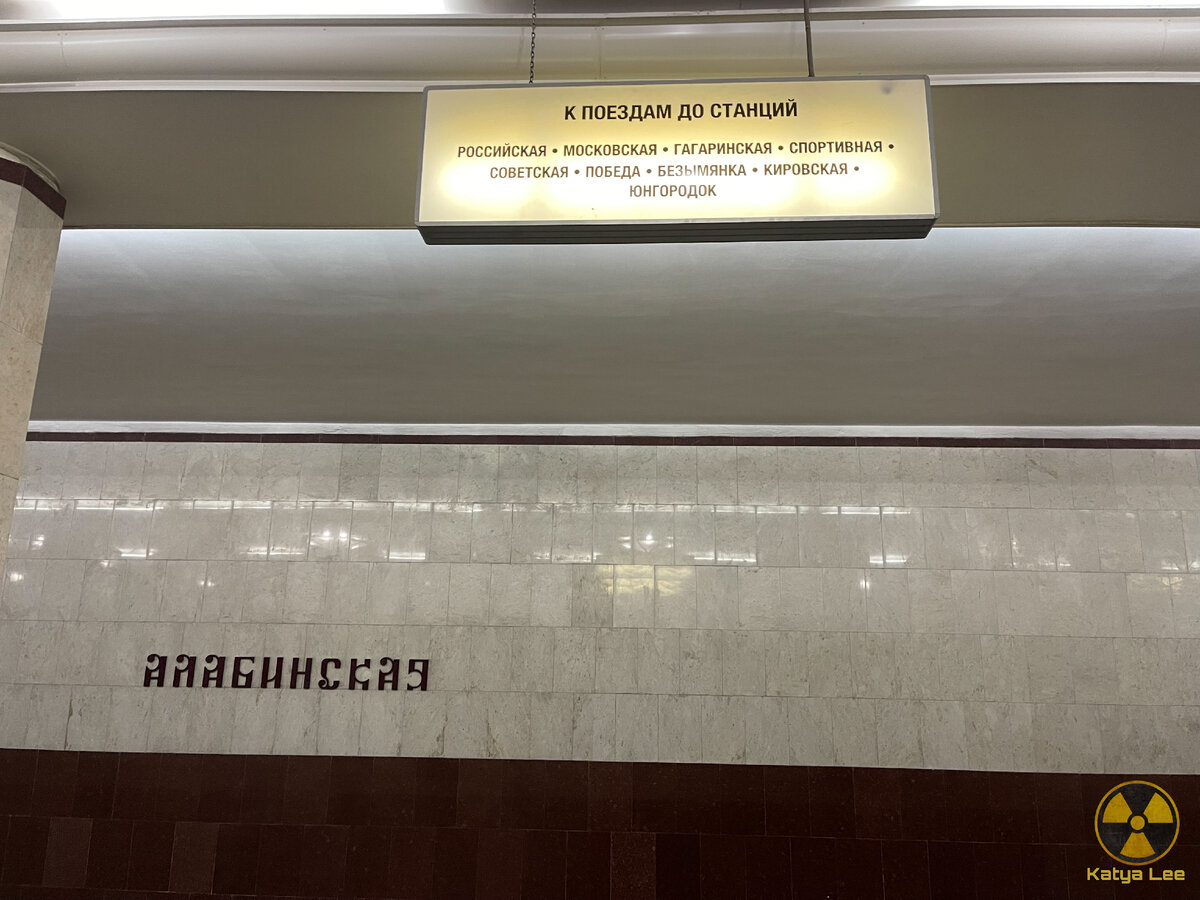 К ПОЕЗДАМ ДО СТАНЦИЙ
РОССИЙСКАЯ • МОСКОВСКАЯ • ГАГАРИНСКАЯ • СПОРТИВНАЯ •
СОВЕТСКАЯ • ПОБЕДА • БЕЗЫМЯНКА • КИРОВСКАЯ •
ЮНГОРОДОК
АЛАБИНСКАЯ
Katya Lee